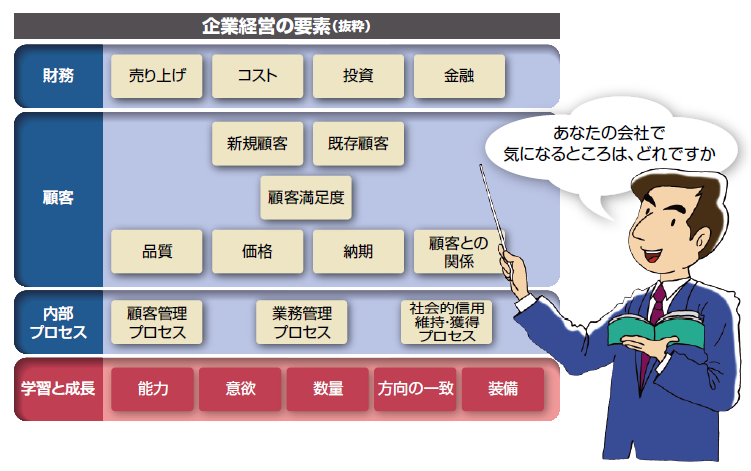 企業経営の要素(抜粋)
財務
売り上げ
コスト
投資
金融
顧客
新規顧客
既存顧客
顧客満足度
品質
価格
納期
顧客との
関係
内部
プロセス
顧客管理
プロセス
業務管理
プロセス
社会的信用
維持・獲得
プロセス
学習と成長
能力
意欲
数量
方向の一致
装備
あなたの会社で
気になるところは、どれですか